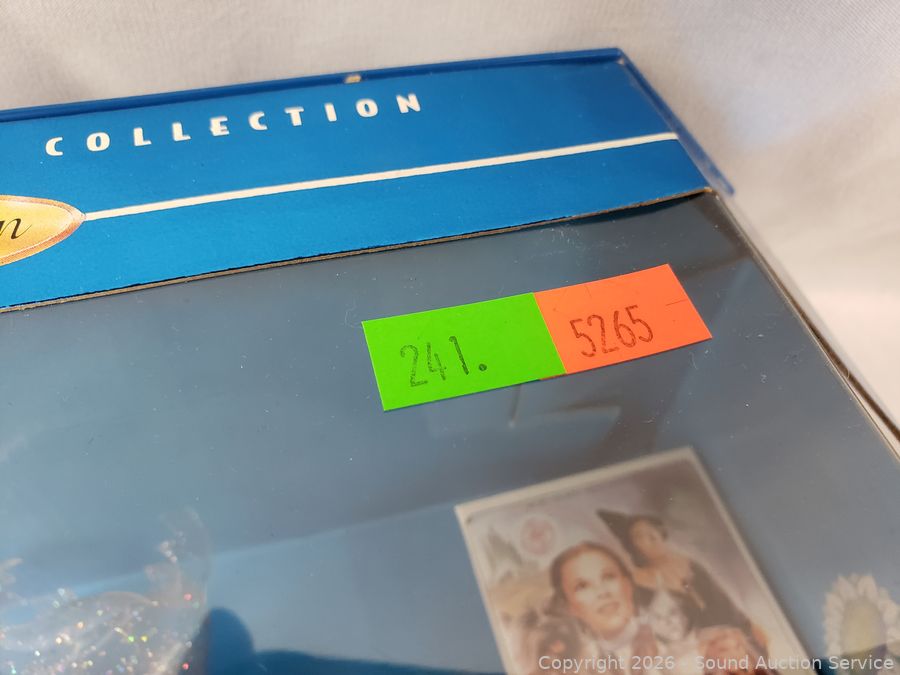 COLLECTION
n
241.
5265
Copyright 2026 - Sound Auction Service